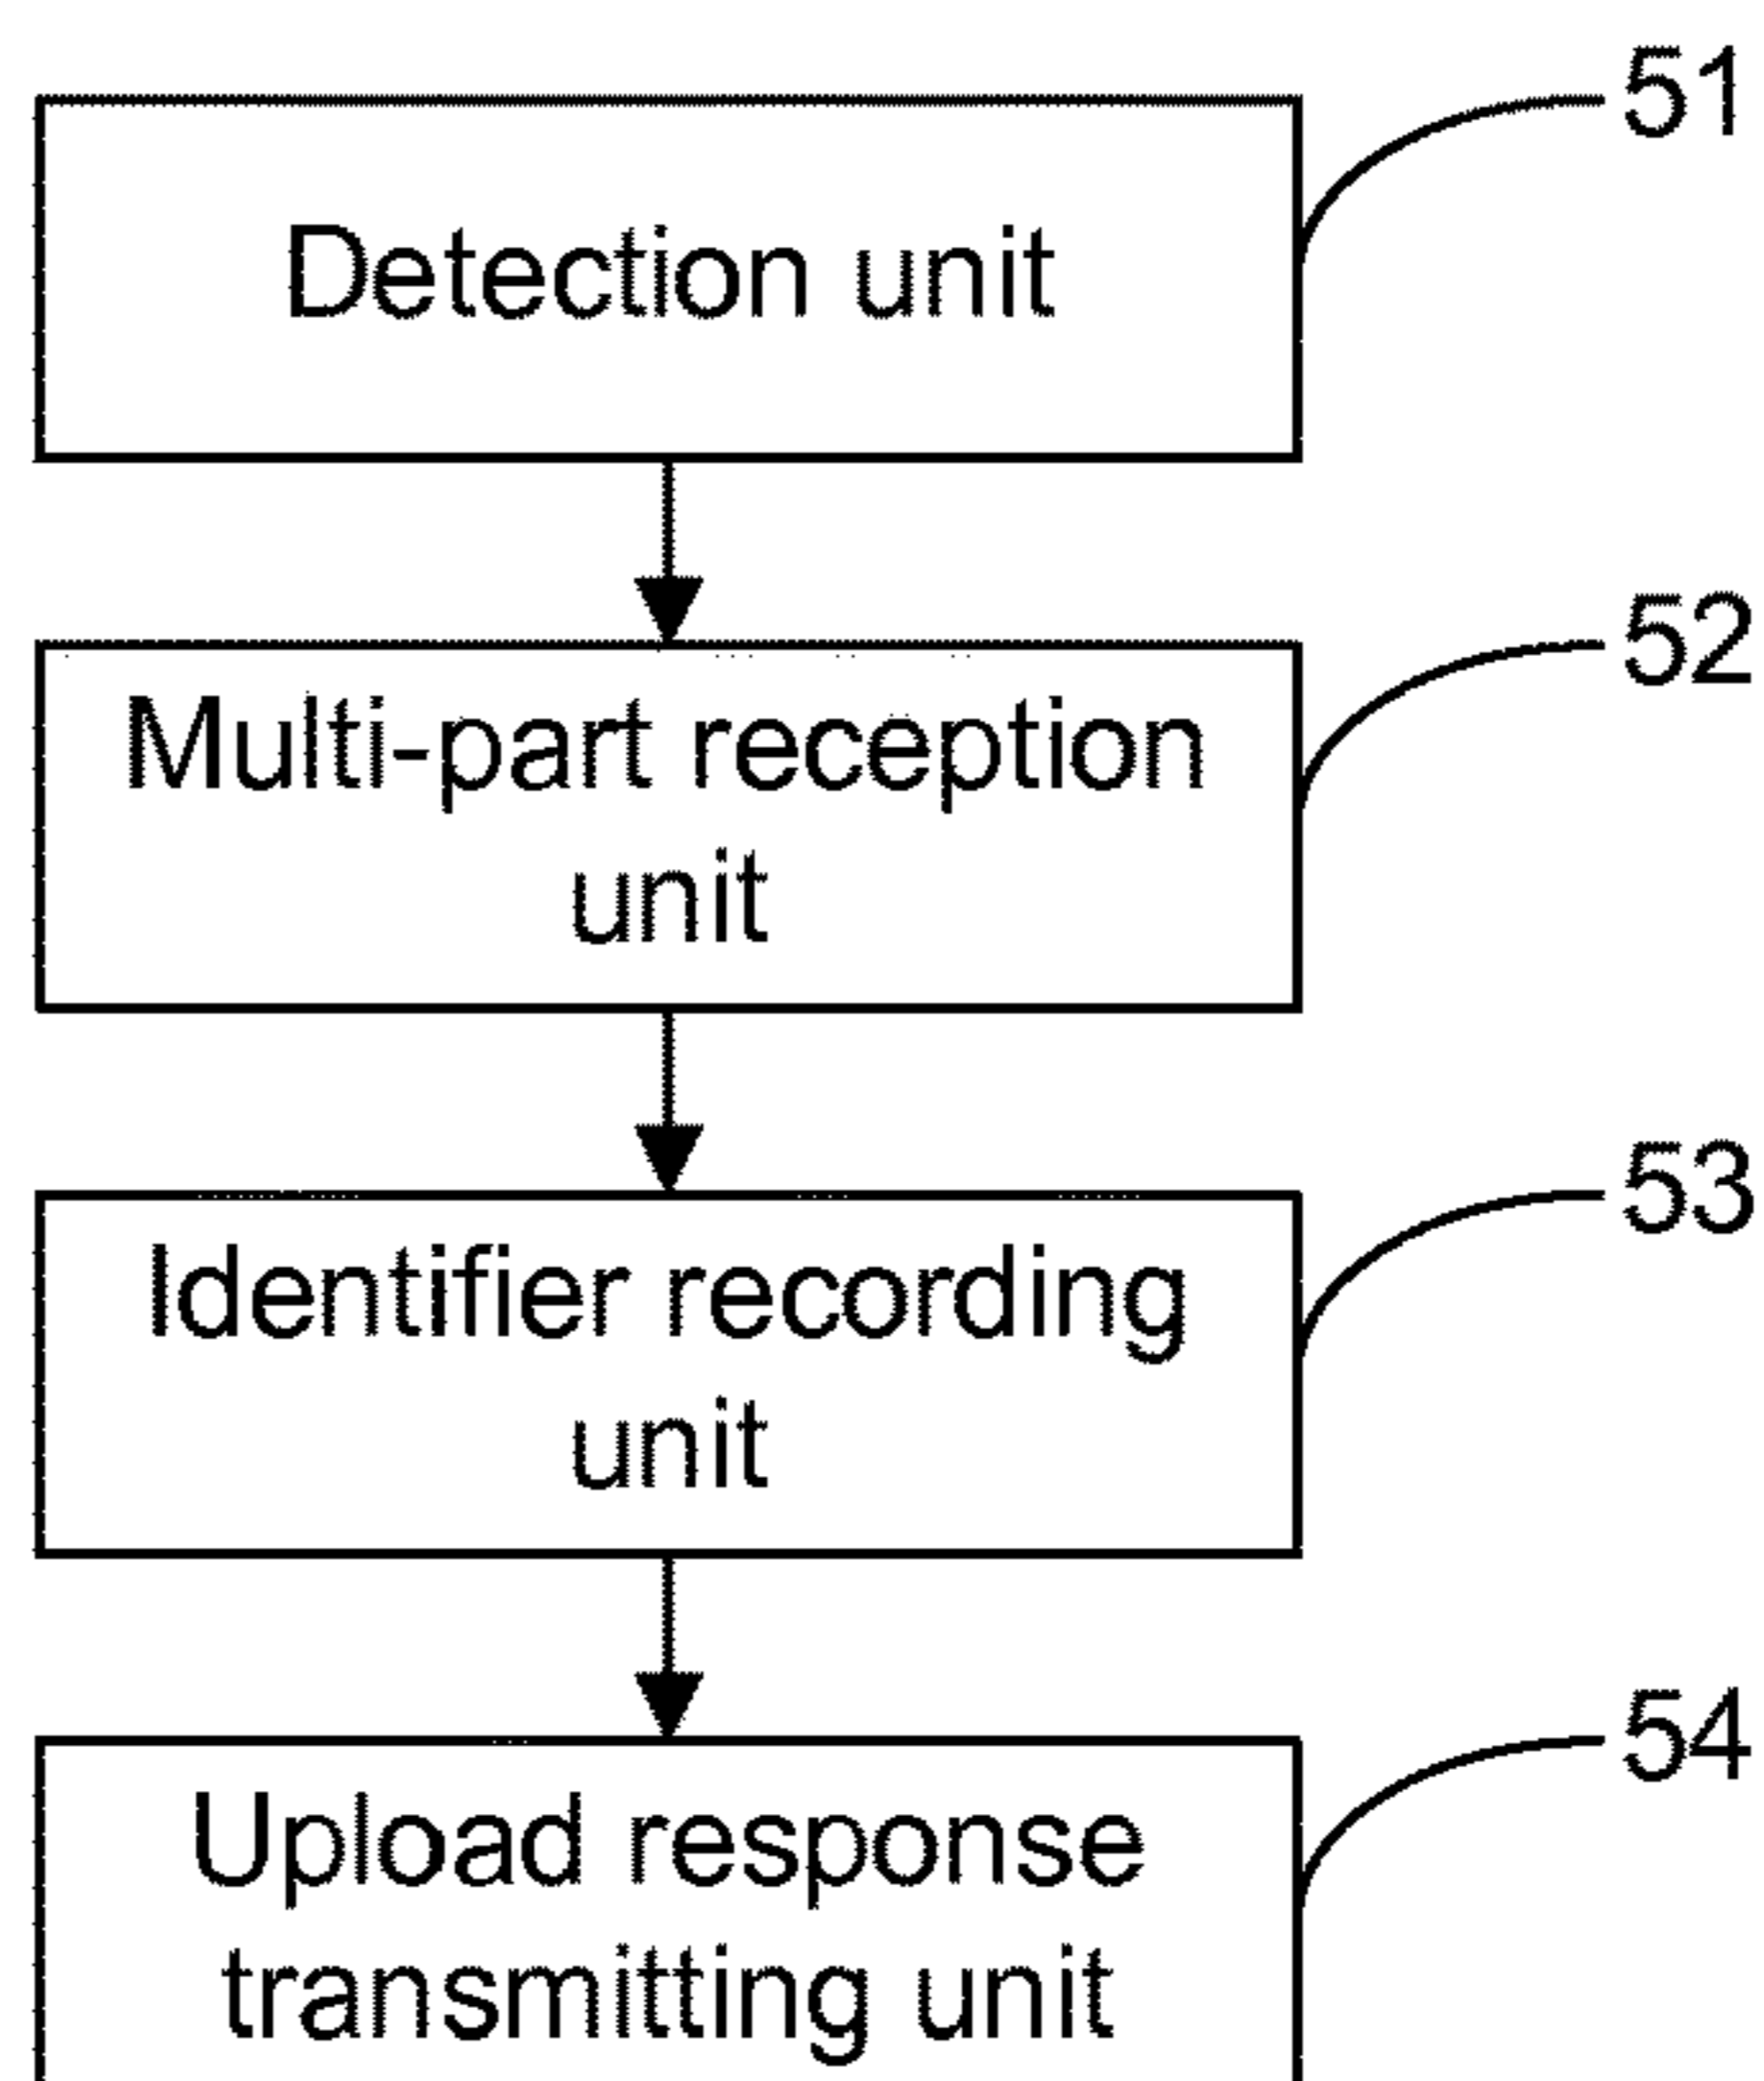 51
Detection unit
52
Multi-part reception
unit
53
Identifier recording
unit
54
Upload response
transmitting unit